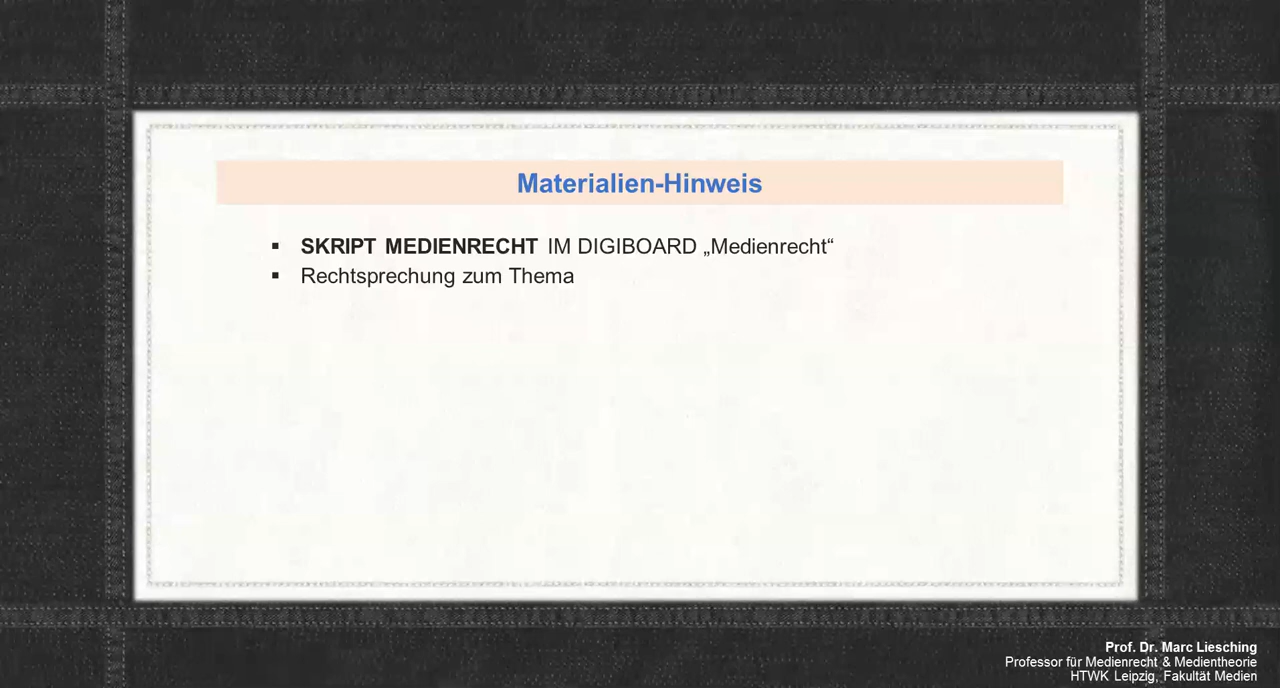 Materialien-Hinweis
▪ SKRIPT MEDIENRECHT IM DIGIBOARD „Medienrecht“
▪ Rechtsprechung zum Thema
Prof. Dr. Marc Liesching
Professor für Medienrecht & Medientheorie
HTWK Leipzig, Fakultät Medien